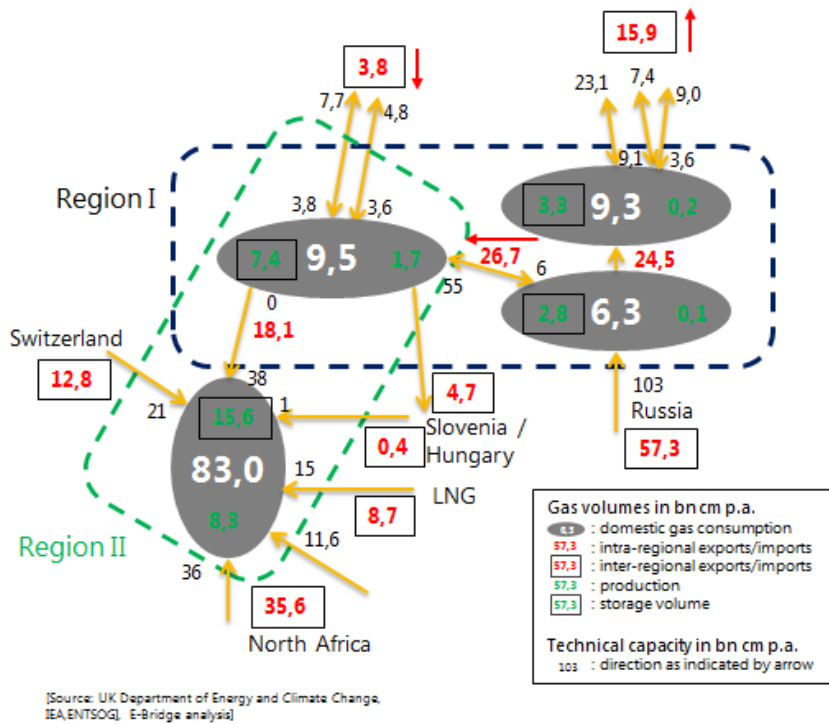 15,9
3,8
23,1
7,4
9,0
7,7
4,8
9,1
3,6
Region I
3,8
3,6
3,3
9,3
0,2
7,4
9,5
1,7
26,7
6
24,5
55
0
18,1
2,8
6,3
0,1
Switzerland
12,8
38
4,7
103
Russia
21
15,6
1
0,4
Slovenia /
Hungary
57,3
83,0
15
LNG
8,7
8,3
Region II
11,6
36
35,6
North Africa
Gas volumes in bn cm p.a.
6,3 : domestic gas consumption
57,3 : intra-regional exports/imports
57,3 : inter-regional exports/imports
57,3 : production
57,3 : storage volume
Technical capacity in bn cm p.a.
103 : direction as indicated by arrow
[Source: UK Department of Energy and Climate Change,
IEA,ENTSOG], E-Bridge analysis]